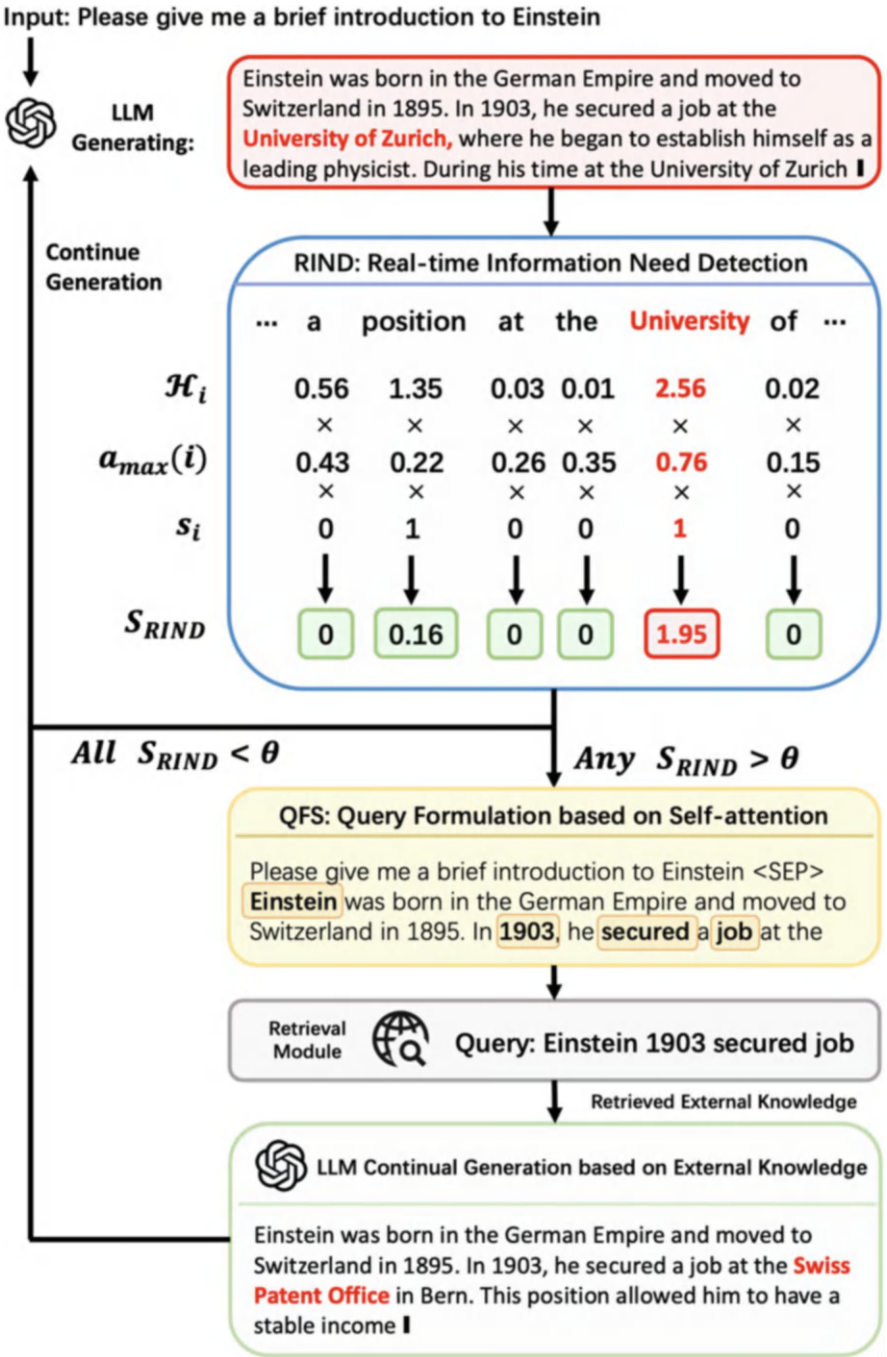 Input: Please give me a brief introduction to Einstein
LLM
Generating:
Einstein was born in the German Empire and moved to
Switzerland in 1895. In 1903, he secured a job at the
University of Zurich, where he began to establish himself as a
leading physicist. During his time at the University of Zurich
Continue
Generation
RIND: Real-time Information Need Detection
... a position at the University of ...
ℋi 0.56 1.35 0.03 0.01 2.56 0.02
× × × × × ×
amax(i) 0.43 0.22 0.26 0.35 0.76 0.15
× × × × × ×
si 0 1 0 0 1 0
SRIND 0 0.16 0 0 1.95 0
All SRIND < θ
Any SRIND > θ
QFS: Query Formulation based on Self-attention
Please give me a brief introduction to Einstein <SEP>
Einstein was born in the German Empire and moved to
Switzerland in 1895. In 1903, he secured a job at the
Retrieval
Module
Query: Einstein 1903 secured job
Retrieved External Knowledge
LLM Continual Generation based on External Knowledge
Einstein was born in the German Empire and moved to
Switzerland in 1895. In 1903, he secured a job at the Swiss
Patent Office in Bern. This position allowed him to have a
stable income